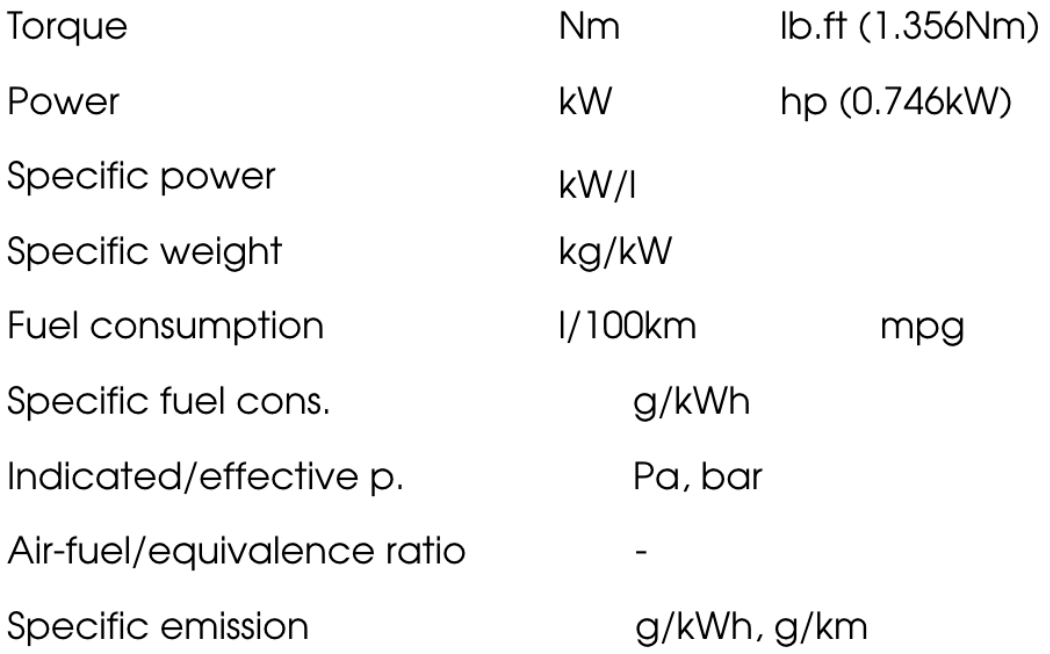 Torque Nm lb.ft (1.356Nm)
Power kW hp (0.746kW)
Specific power kW/l
Specific weight kg/kW
Fuel consumption l/100km mpg
Specific fuel cons. g/kWh
Indicated/effective p. Pa, bar
Air-fuel/equivalence ratio -
Specific emission g/kWh, g/km